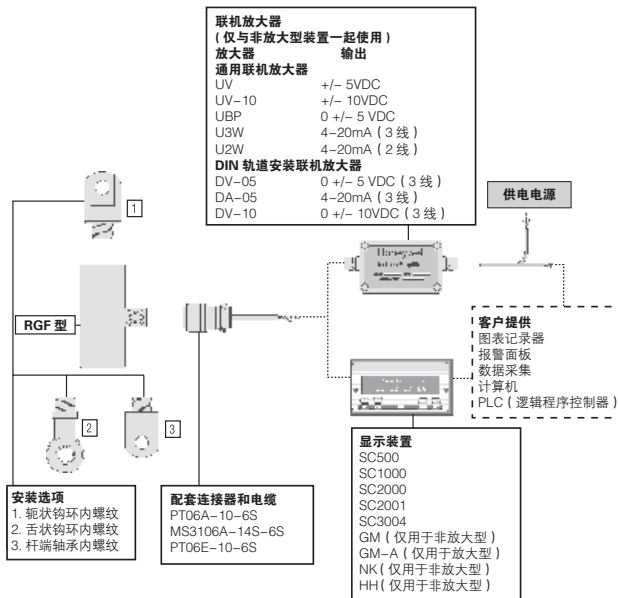 联机放大器
(仅与非放大型装置一起使用)
放大器 输出
通用联机放大器
UV +/- 5VDC
UV-10 +/- 10VDC
UBP 0 +/- 5 VDC
U3W 4-20mA(3 线)
U2W 4-20mA(2 线)
DIN 轨道安装联机放大器
DV-05 0 +/- 5 VDC(3 线)
DA-05 4-20mA(3 线)
DV-10 0 +/- 10VDC(3 线)
供电电源
1
Honeywell
RGF 型
2
3
客户提供
图表记录器
报警面板
数据采集
计算机
PLC(逻辑程序控制器)
安装选项
1. 轭状钩环内螺纹
2. 舌状钩环内螺纹
3. 杆端轴承内螺纹
配套连接器和电缆
PT06A-10-6S
MS3106A-14S-6S
PT06E-10-6S
显示装置
SC500
SC1000
SC2000
SC2001
SC3004
GM(仅用于非放大型)
GM-A(仅用于放大型)
NK(仅用于非放大型)
HH(仅用于非放大型)